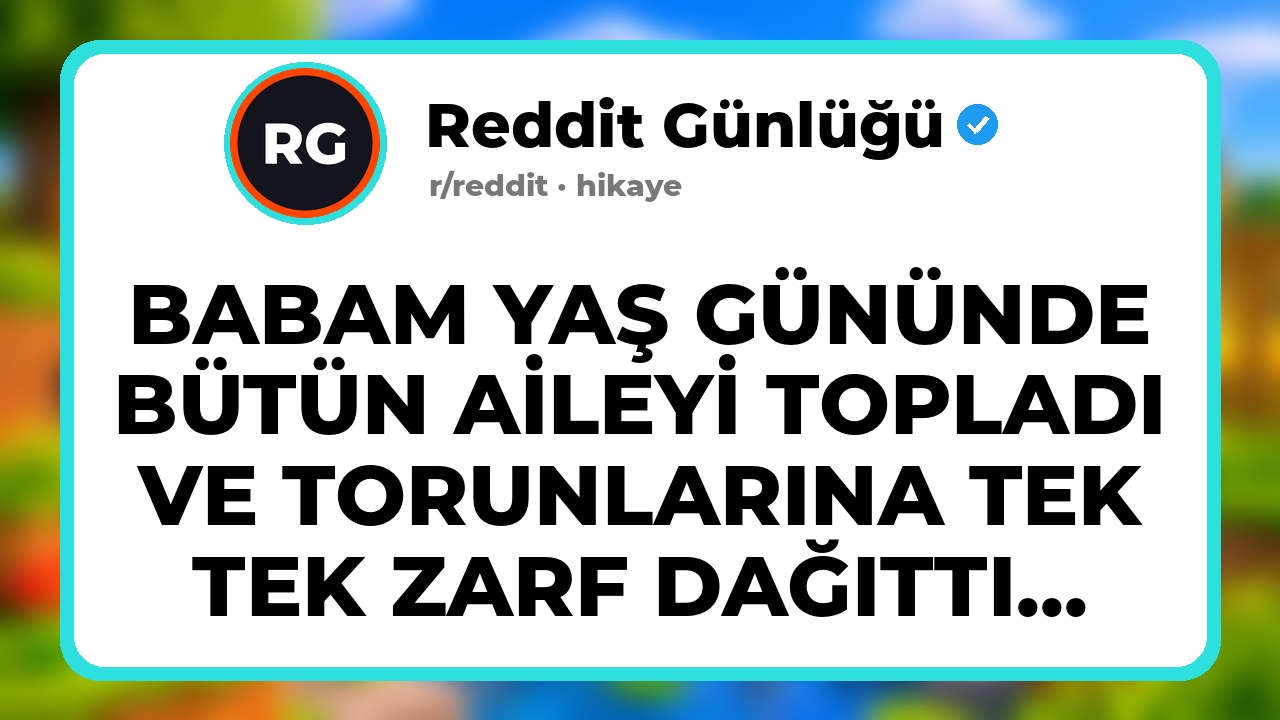 RG
Reddit Günlüğü
r/reddit • hikaye
BABAM YAŞ GÜNÜNDE
BÜTÜN AİLEYİ TOPLADI
VE TORUNLARINA TEK
TEK ZARF DAĞITTI...